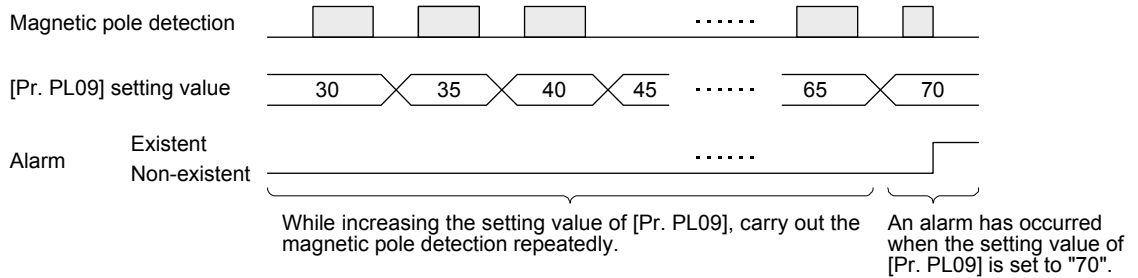 Magnetic pole detection
[Pr. PL09] setting value
30 35 40 45 ······ 65 70
Alarm
Existent
Non-existent
While increasing the setting value of [Pr. PL09], carry out the
magnetic pole detection repeatedly.
An alarm has occurred
when the setting value of
[Pr. PL09] is set to "70".